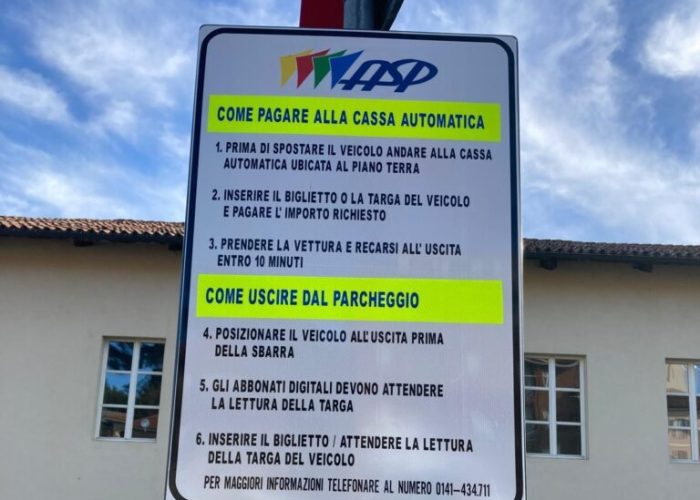 ASP
COME PAGARE ALLA CASSA AUTOMATICA
1. PRIMA DI SPOSTARE IL VEICOLO ANDARE ALLA CASSA
AUTOMATICA UBICATA AL PIANO TERRA
2. INSERIRE IL BIGLIETTO O LA TARGA DEL VEICOLO
E PAGARE L'IMPORTO RICHIESTO
3. PRENDERE LA VETTURA E RECARSI ALL'USCITA
ENTRO 10 MINUTI
COME USCIRE DAL PARCHEGGIO
4. POSIZIONARE IL VEICOLO ALL'USCITA PRIMA
DELLA SBARRA
5. GLI ABBONATI DIGITALI DEVONO ATTENDERE
LA LETTURA DELLA TARGA
6. INSERIRE IL BIGLIETTO / ATTENDERE LA LETTURA
DELLA TARGA DEL VEICOLO
PER MAGGIORI INFORMAZIONI TELEFONARE AL NUMERO 0141-434.711